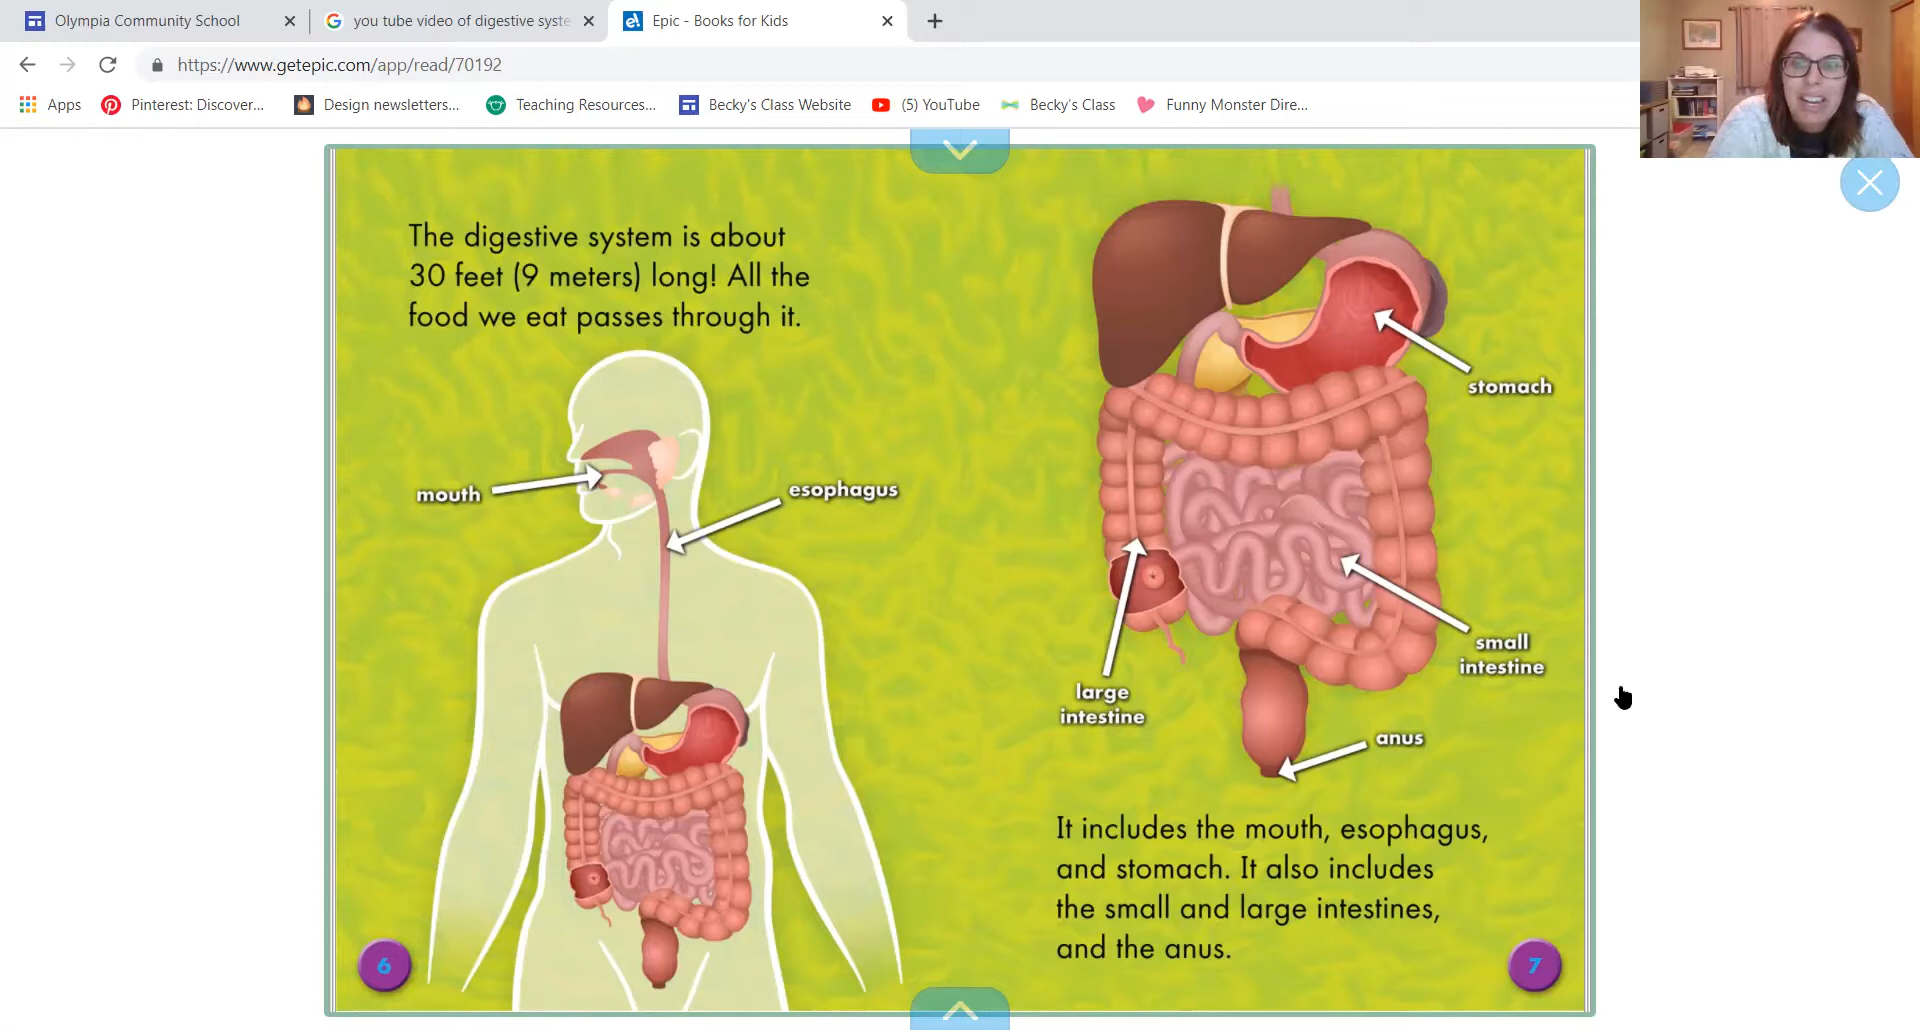 Olympia Community School
you tube video of digestive syste
Epic - Books for Kids
https://www.getepic.com/app/read/70192
Apps
Pinterest: Discover...
Design newsletters...
Teaching Resources...
Becky's Class Website
(5) YouTube
Becky's Class
Funny Monster Dire...
The digestive system is about
30 feet (9 meters) long! All the
food we eat passes through it.
mouth
esophagus
6
stomach
small
intestine
large
intestine
anus
It includes the mouth, esophagus,
and stomach. It also includes
the small and large intestines,
and the anus.
7